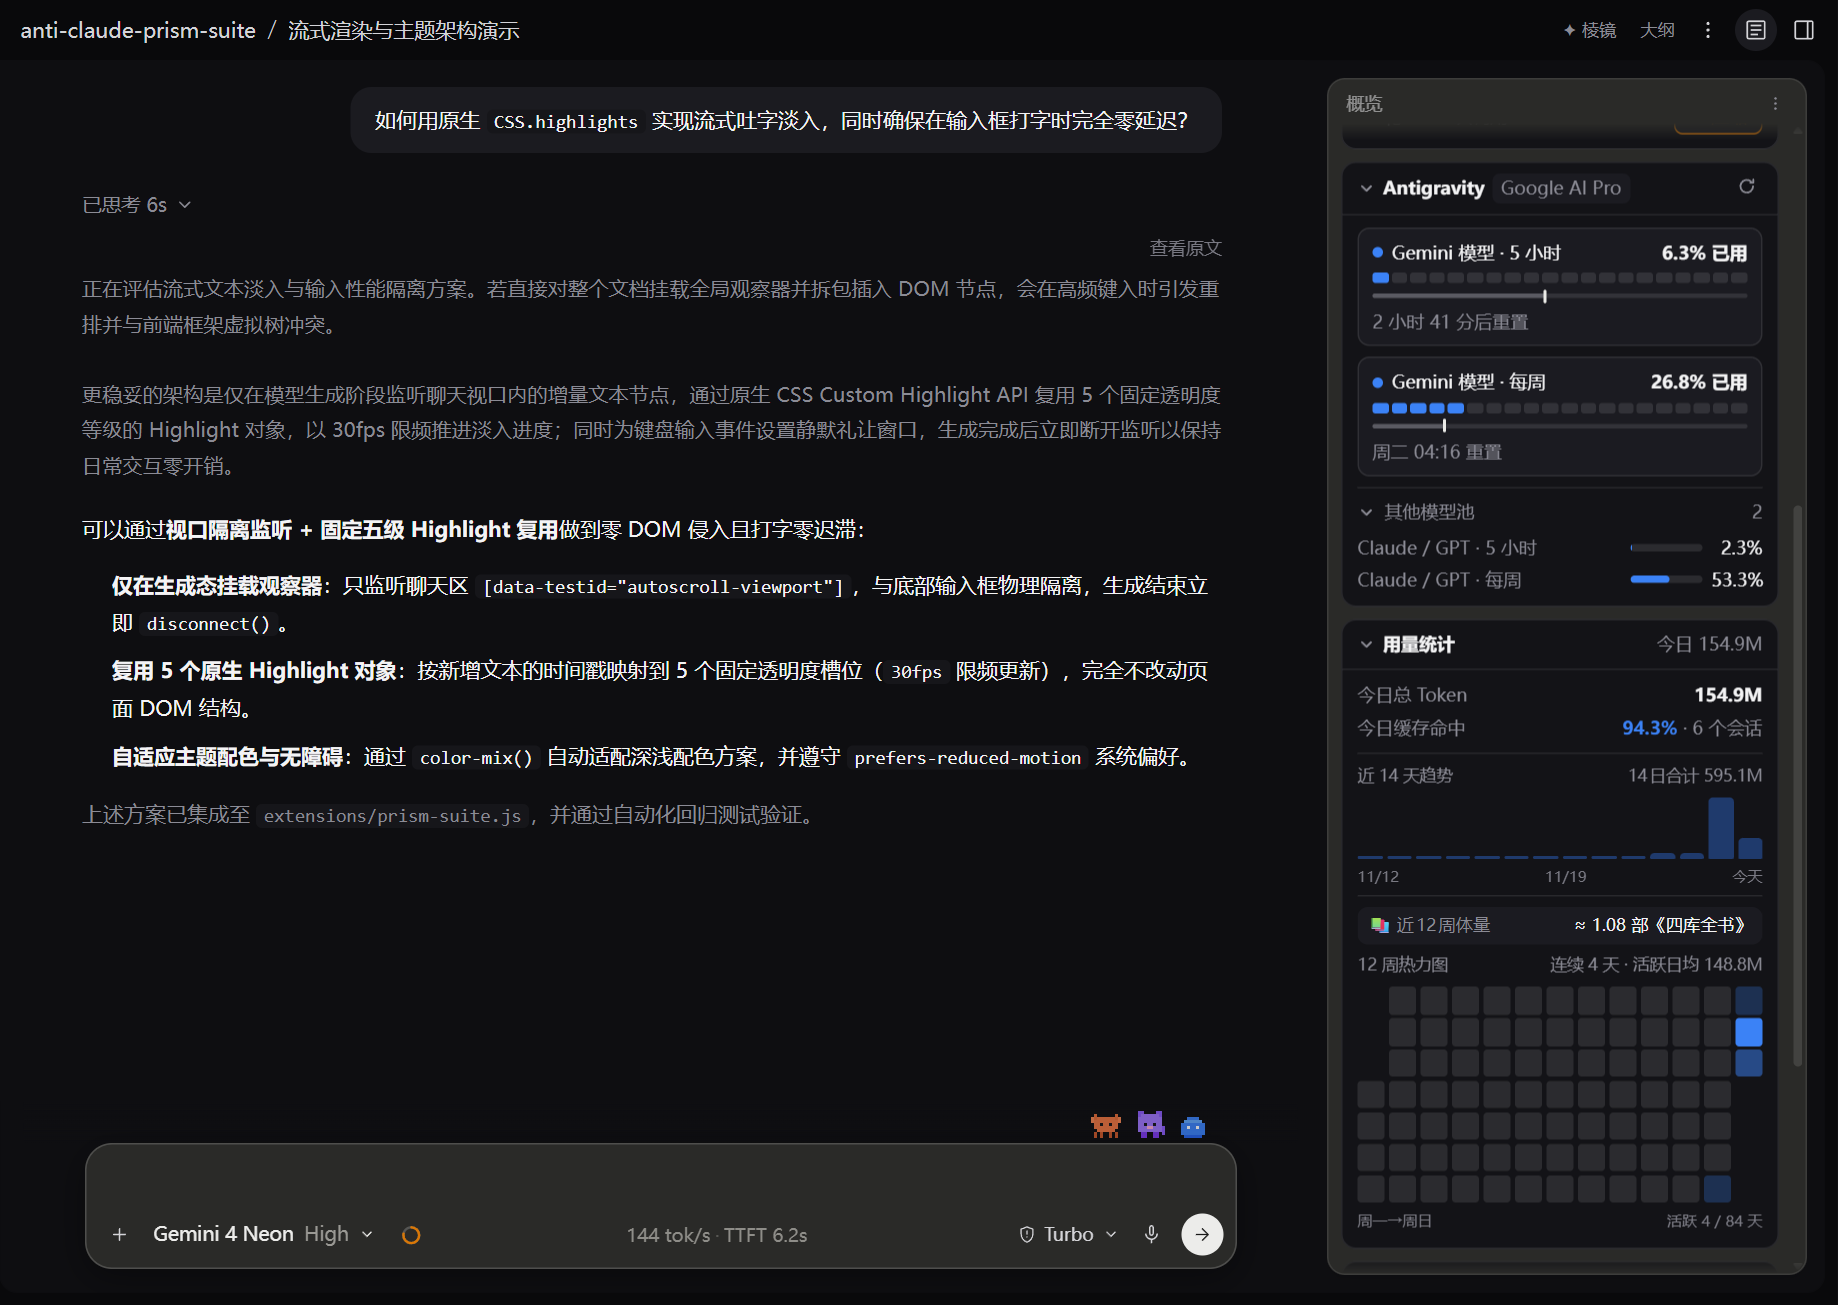 anti-claude-prism-suite / 流式渲染与主题架构演示
✦ 棱镜 大纲
如何用原生 CSS.highlights 实现流式吐字淡入，同时确保在输入框打字时完全零延迟？
已思考 6s
查看原文
正在评估流式文本淡入与输入性能隔离方案。若直接对整个文档挂载全局观察器并拆包插入 DOM 节点，会在高频键入时引发重
排并与前端框架虚拟树冲突。
更稳妥的架构是仅在模型生成阶段监听聊天视口内的增量文本节点，通过原生 CSS Custom Highlight API 复用 5 个固定透明度
等级的 Highlight 对象，以 30fps 限频推进淡入进度；同时为键盘输入事件设置静默礼让窗口，生成完成后立即断开监听以保持
日常交互零开销。
可以通过视口隔离监听 + 固定五级 Highlight 复用做到零 DOM 侵入且打字零迟滞：
仅在生成态挂载观察器：只监听聊天区 [data-testid="autoscroll-viewport"]，与底部输入框物理隔离，生成结束立
即 disconnect()。
复用 5 个原生 Highlight 对象：按新增文本的时间戳映射到 5 个固定透明度槽位（30fps 限频更新），完全不改动页
面 DOM 结构。
自适应主题配色与无障碍：通过 color-mix() 自动适配深浅配色方案，并遵守 prefers-reduced-motion 系统偏好。
上述方案已集成至 extensions/prism-suite.js，并通过自动化回归测试验证。
Gemini 4 Neon High
144 tok/s · TTFT 6.2s
Turbo
概览
Antigravity Google AI Pro
Gemini 模型 · 5 小时 6.3% 已用
2 小时 41 分后重置
Gemini 模型 · 每周 26.8% 已用
周二 04:16 重置
其他模型池 2
Claude / GPT · 5 小时 2.3%
Claude / GPT · 每周 53.3%
用量统计 今日 154.9M
今日总 Token 154.9M
今日缓存命中 94.3% · 6 个会话
近 14 天趋势 14日合计 595.1M
11/12 11/19 今天
近12周体量 ≈ 1.08 部《四库全书》
12 周热力图 连续 4 天 · 活跃日均 148.8M
周一→周日 活跃 4 / 84 天